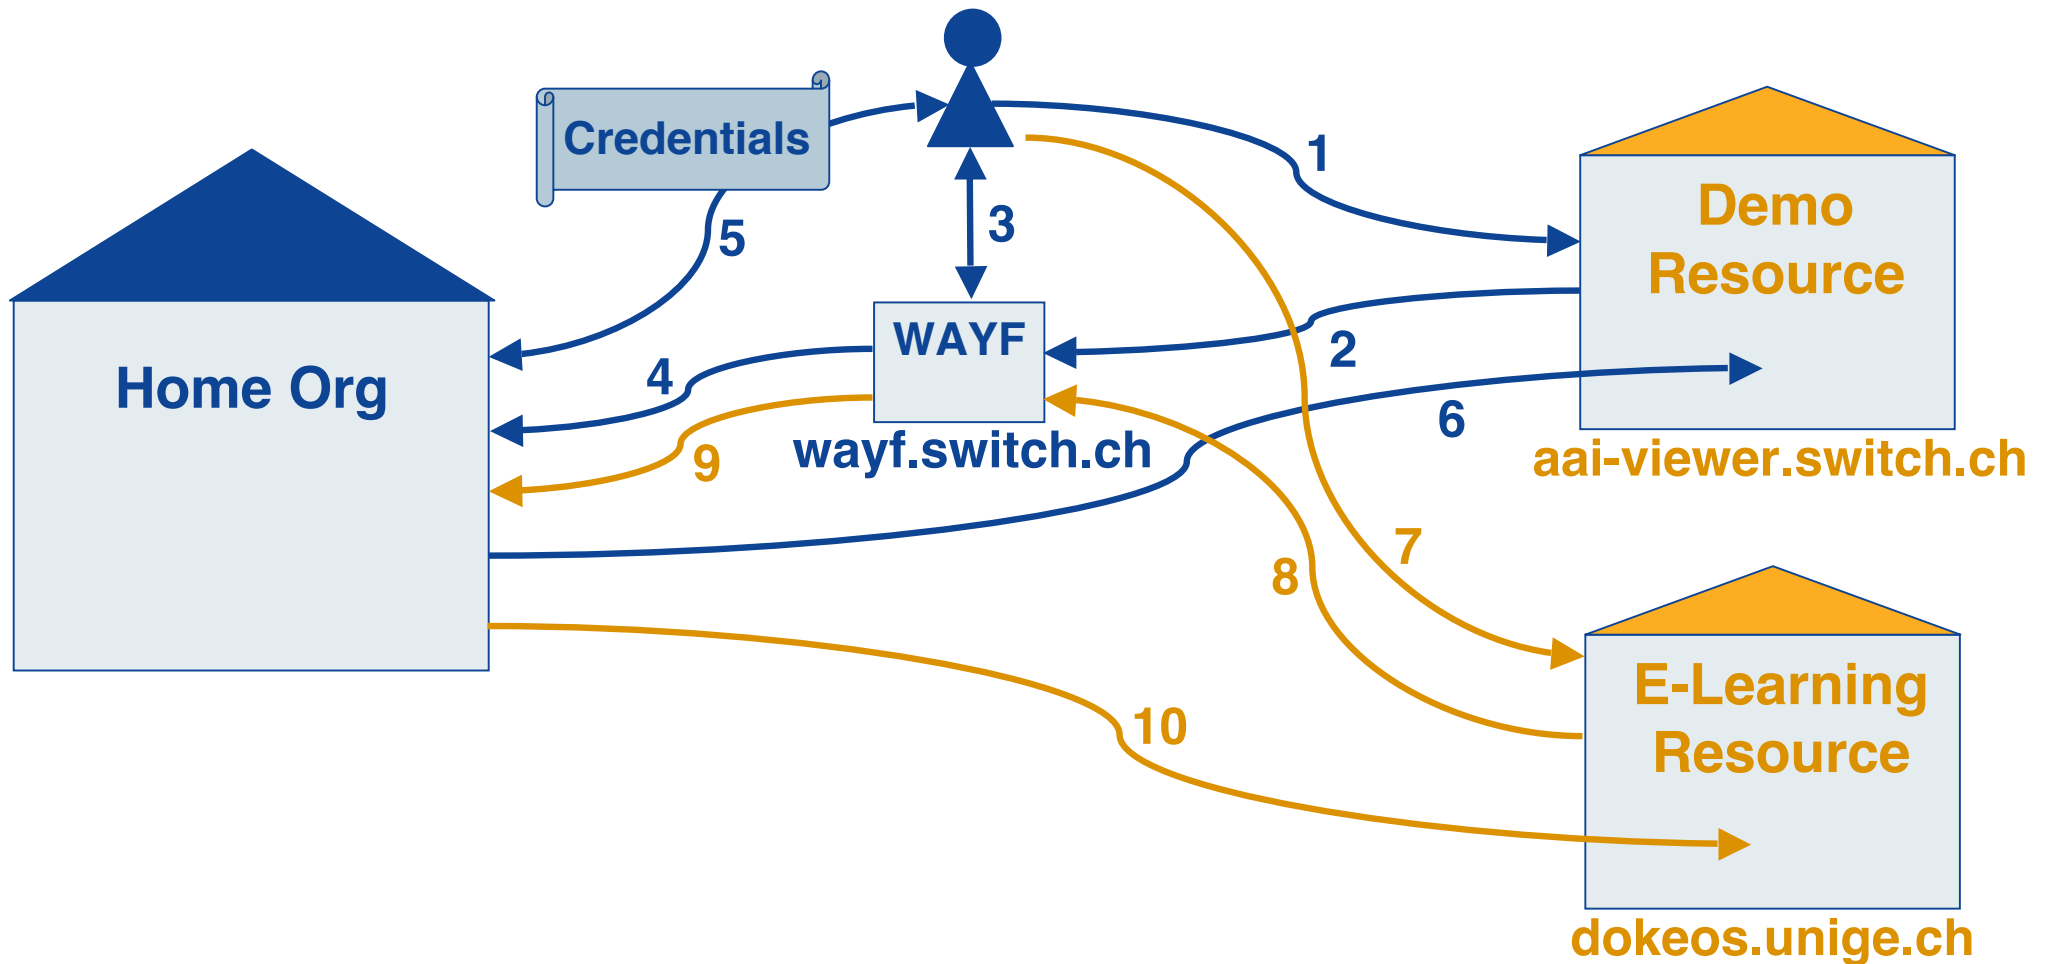 Credentials
1
Demo
Resource
5
3
WAYF
2
Home Org
4
6
wayf.switch.ch
aai-viewer.switch.ch
9
7
8
E-Learning
Resource
10
dokeos.unige.ch